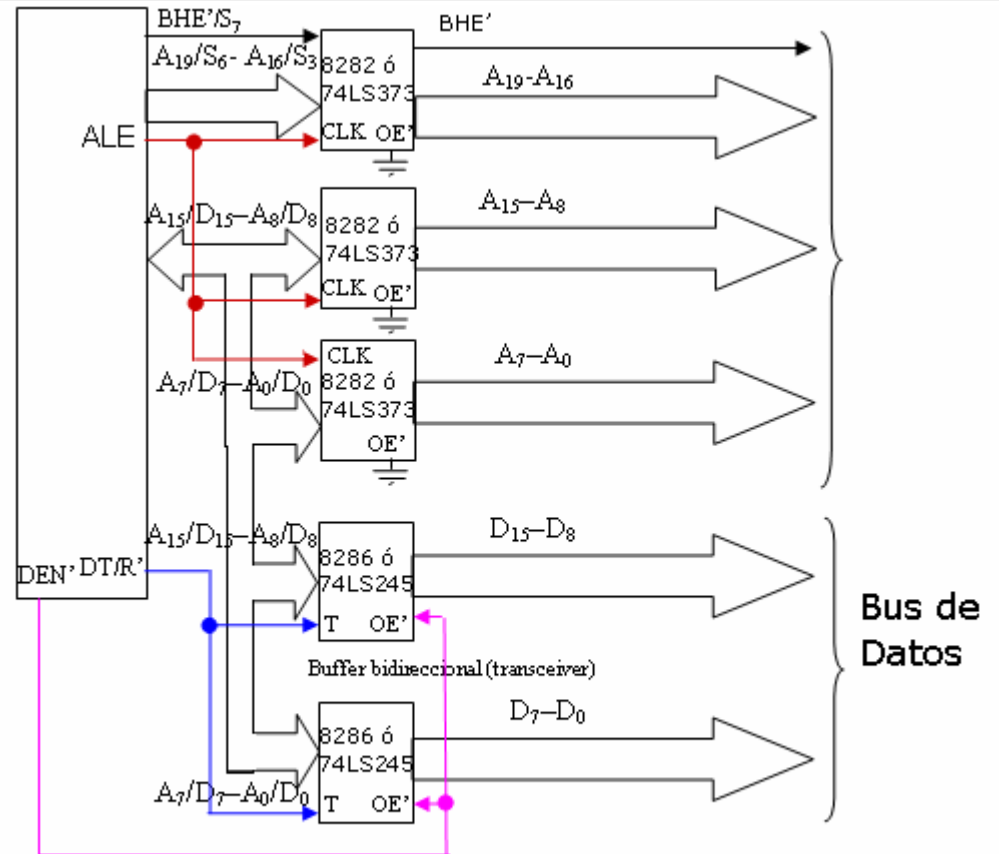 BHE’/S7
BHE’
A19/S6- A16/S3
8282 ó
74LS373
CLK OE’
A19-A16
ALE
A15/D15–A8/D8
8282 ó
74LS373
CLK OE’
A15–A8
CLK
8282 ó
74LS373
OE’
A7–A0
A7/D7–A0/D0
A15/D15–A8/D8
8286 ó
74LS245
T OE’
D15–D8
DEN’ DT/R’
Bus de
Datos
Buffer bidireccional (transceiver)
8286 ó
74LS245
T OE’
D7–D0
A7/D7–A0/D0